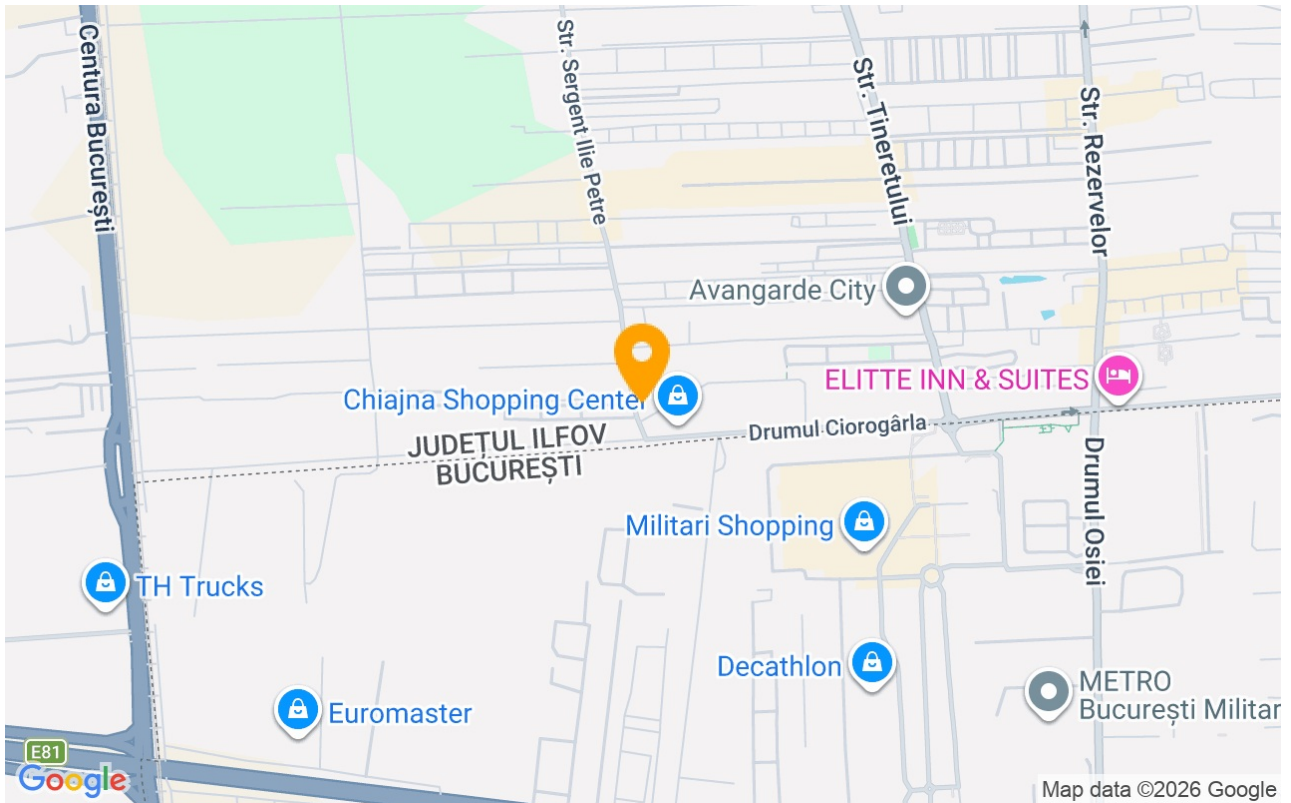 Centura București
Str. Sergent Ilie Petre
Str. Tineretului
Str. Rezervelor
Avangarde City
ELITTE INN & SUITES
Chiajna Shopping Center
Drumul Ciorogârla
JUDEȚUL ILFOV
BUCUREȘTI
Drumul Osiei
Militari Shopping
TH Trucks
Decathlon
METRO
București Militar
Euromaster
E81
Google
Map data ©2026 Google